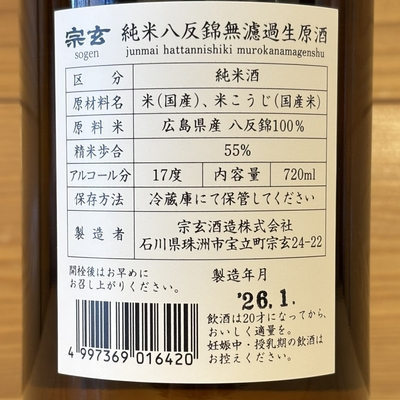 宗玄 純米八反錦無濾過生原酒
sogen junmai hattannishiki murokanamagenshu
区分 純米酒
原材料名 米(国産)、米こうじ(国産米)
原料米 広島県産 八反錦100%
精米歩合 55%
アルコール分 17度 内容量 720ml
保存方法 冷蔵庫にて保管してください
製造者 宗玄酒造株式会社
石川県珠洲市宝立町宗玄24-22
開栓後はお早めに
お召し上がりください。
4 997369 016420
製造年月
'26.1.
飲酒は20才になってから、
おいしく適量を。
妊娠中・授乳期の飲酒は
お控えください。